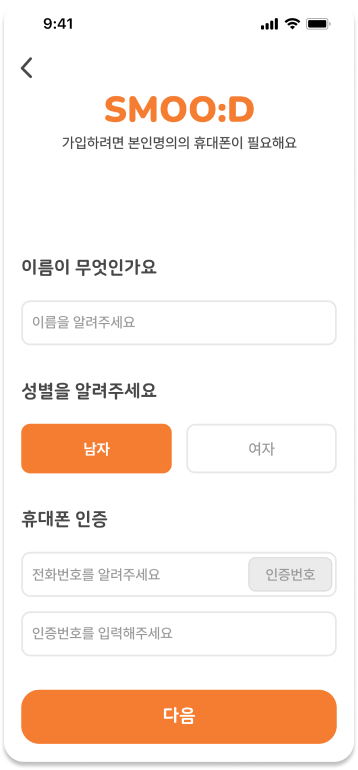 9:41
SMOO:D
가입하려면 본인명의의 휴대폰이 필요해요
이름이 무엇인가요
이름을 알려주세요
성별을 알려주세요
남자
여자
휴대폰 인증
전화번호를 알려주세요
인증번호
인증번호를 입력해주세요
다음